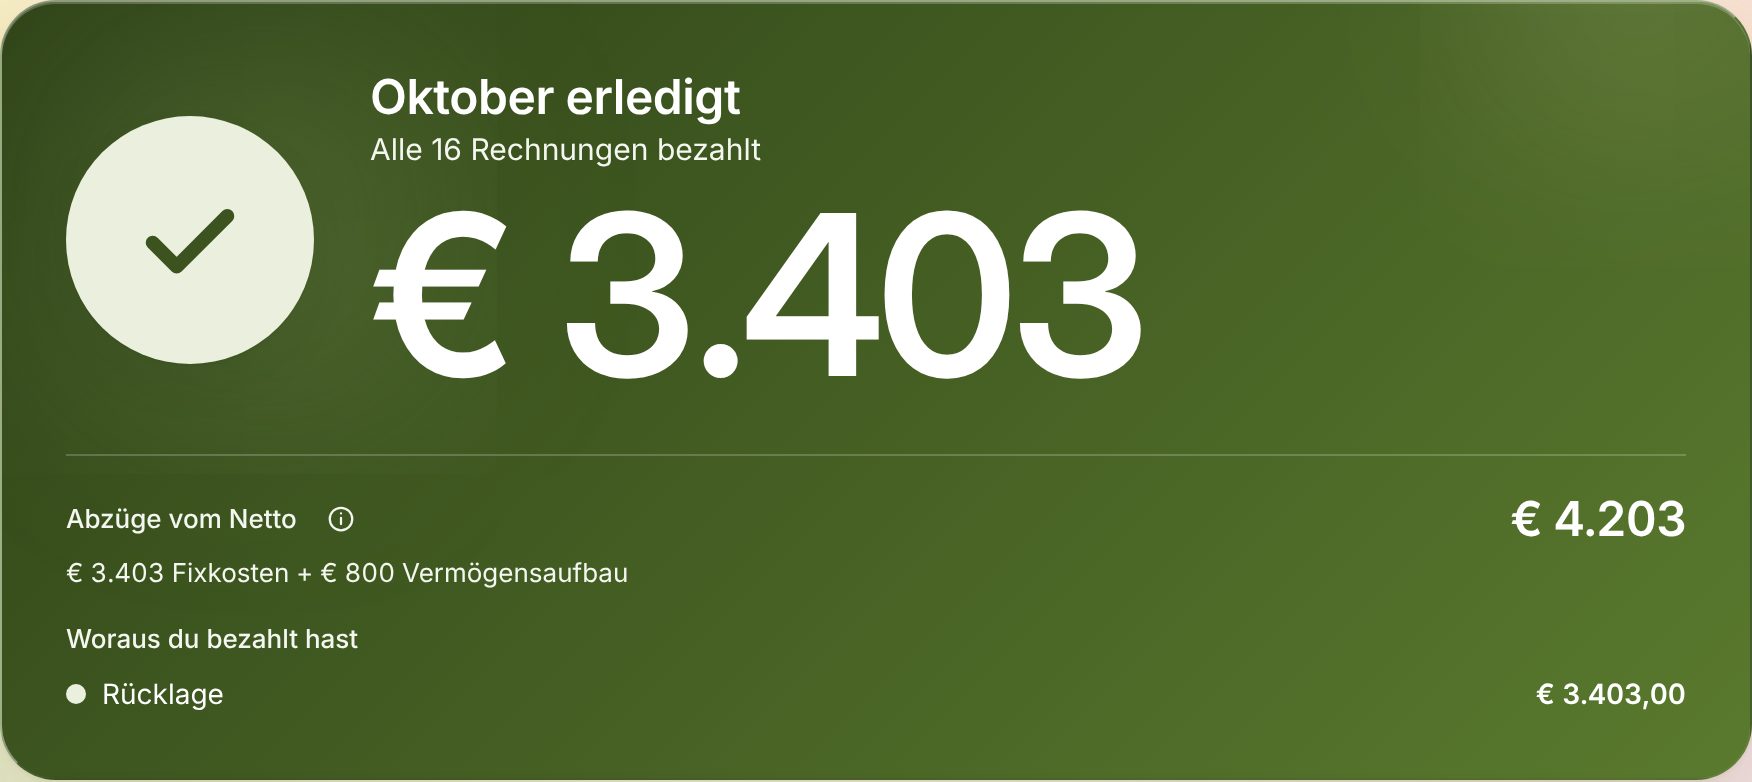 Oktober erledigt
Alle 16 Rechnungen bezahlt
€ 3.403
Abzüge vom Netto
€ 4.203
€ 3.403 Fixkosten + € 800 Vermögensaufbau
Woraus du bezahlt hast
Rücklage
€ 3.403,00